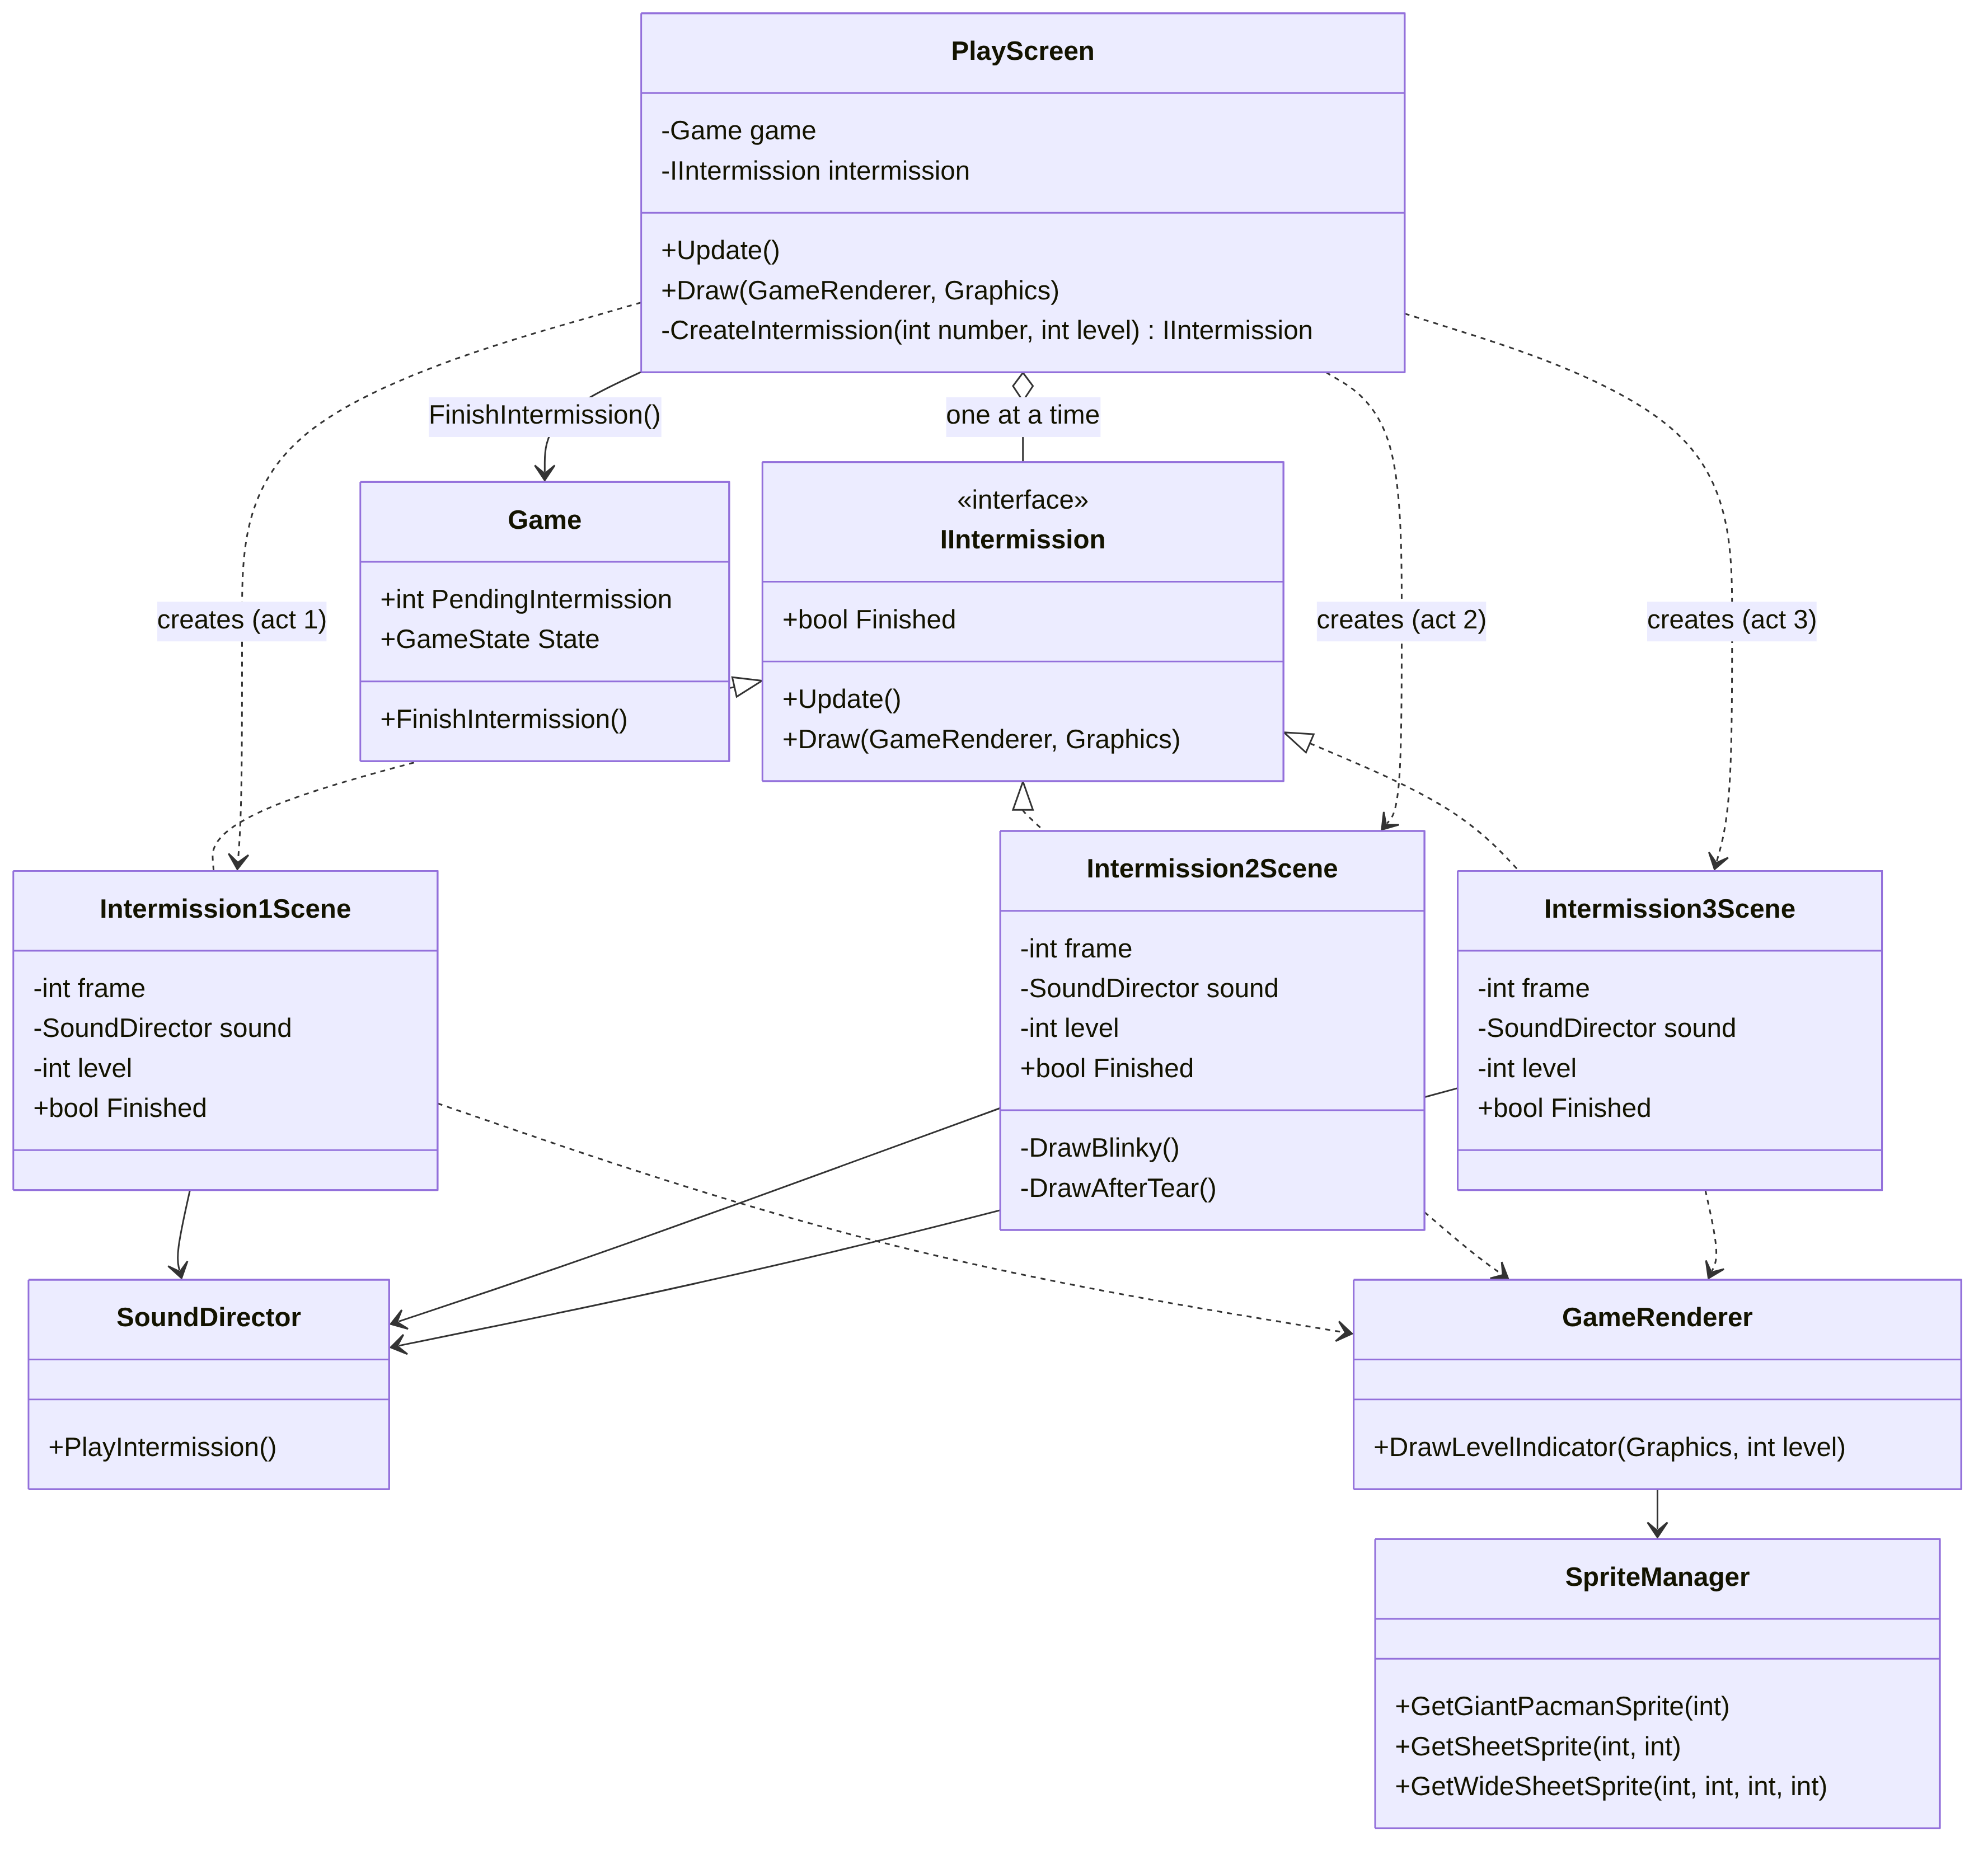 PlayScreen
-Game game
-IIntermission intermission
+Update()
+Draw(GameRenderer, Graphics)
-CreateIntermission(int number, int level) : IIntermission
FinishIntermission()
one at a time
creates (act 1)
creates (act 2)
creates (act 3)
Game
+int PendingIntermission
+GameState State
+FinishIntermission()
«interface»
IIntermission
+bool Finished
+Update()
+Draw(GameRenderer, Graphics)
Intermission1Scene
-int frame
-SoundDirector sound
-int level
+bool Finished
Intermission2Scene
-int frame
-SoundDirector sound
-int level
+bool Finished
-DrawBlinky()
-DrawAfterTear()
Intermission3Scene
-int frame
-SoundDirector sound
-int level
+bool Finished
SoundDirector
+PlayIntermission()
GameRenderer
+DrawLevelIndicator(Graphics, int level)
SpriteManager
+GetGiantPacmanSprite(int)
+GetSheetSprite(int, int)
+GetWideSheetSprite(int, int, int, int)